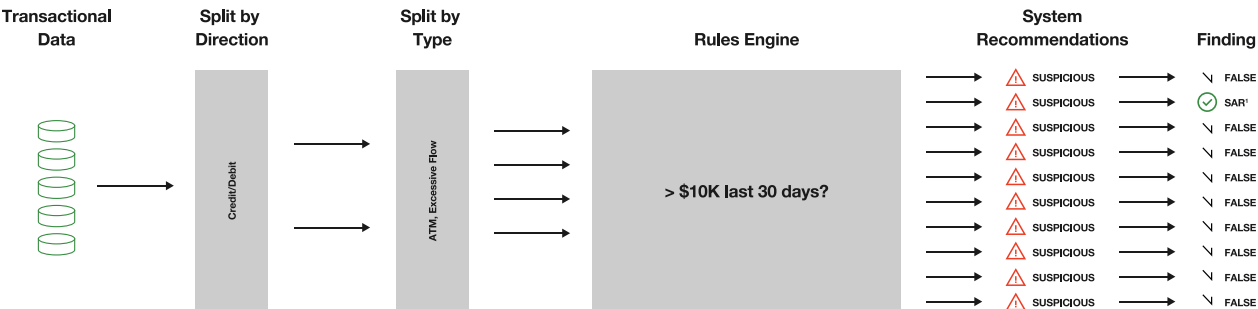 Transactional
Data
Split by
Direction
Split by
Type
Rules Engine
System
Recommendations
Finding
Credit/Debit
ATM, Excessive Flow
> $10K last 30 days?
SUSPICIOUS
FALSE
SUSPICIOUS
SAR¹
SUSPICIOUS
FALSE
SUSPICIOUS
FALSE
SUSPICIOUS
FALSE
SUSPICIOUS
FALSE
SUSPICIOUS
FALSE
SUSPICIOUS
FALSE
SUSPICIOUS
FALSE
SUSPICIOUS
FALSE